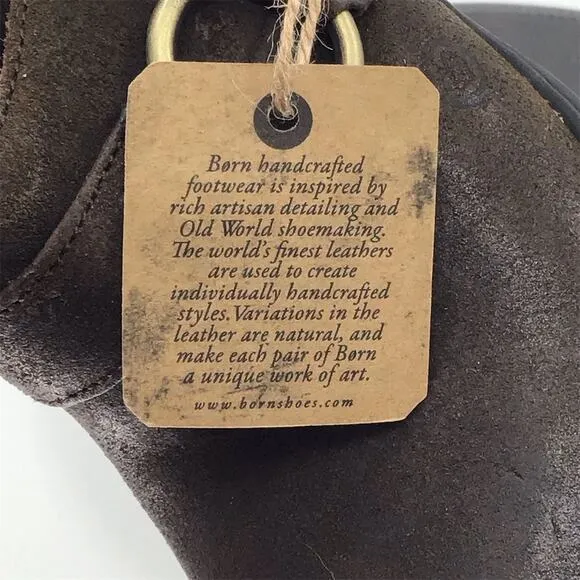 Børn handcrafted
footwear is inspired by
rich artisan detailing and
Old World shoemaking.
The world's finest leathers
are used to create
individually handcrafted
styles. Variations in the
leather are natural, and
make each pair of Børn
a unique work of art.
www.bornshoes.com